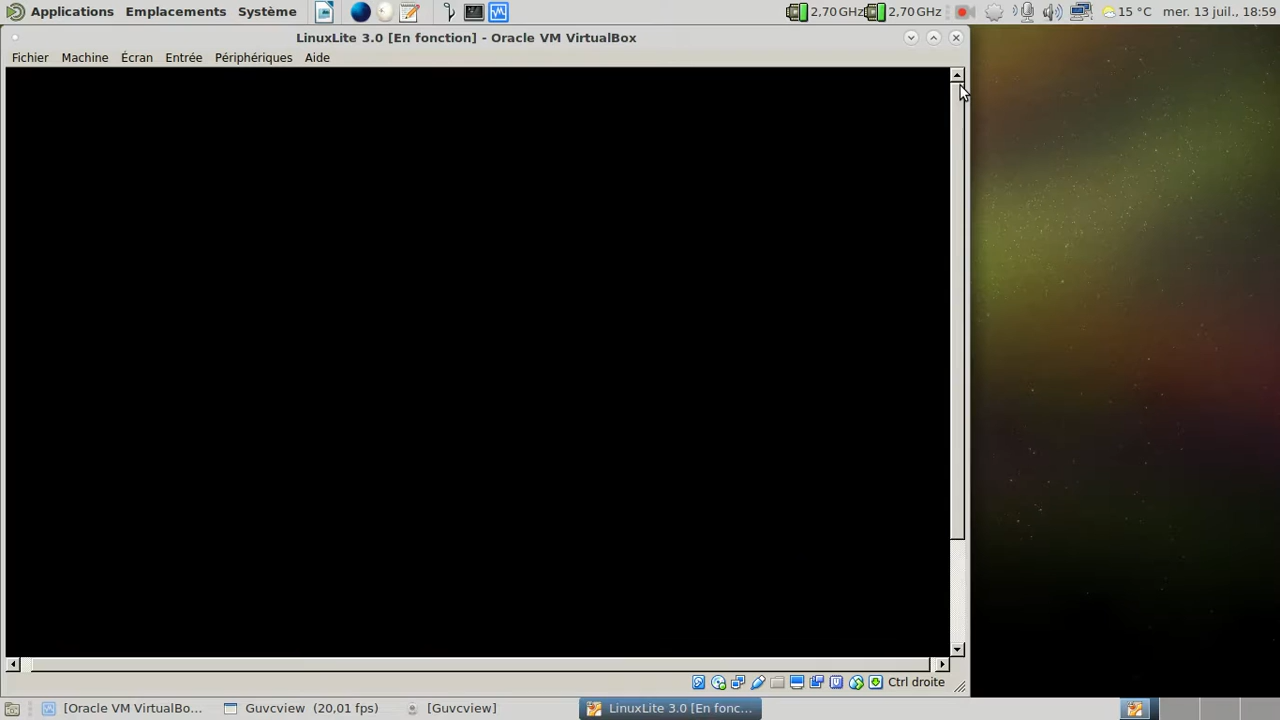 Applications Emplacements Système 2,70 GHz 2,70 GHz 15 °C mer. 13 juil., 18:59
LinuxLite 3.0 [En fonction] - Oracle VM VirtualBox
Fichier Machine Écran Entrée Périphériques Aide
Ctrl droite
[Oracle VM VirtualBo... Guvcview (20,01 fps) [Guvcview] LinuxLite 3.0 [En fonc...